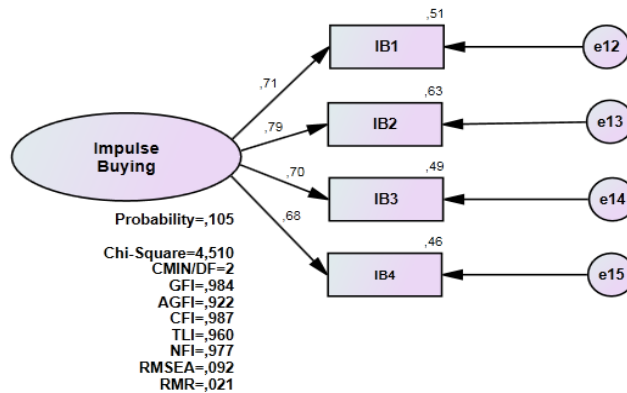 ,51
IB1
e12
,71
,63
IB2
e13
,79
Impulse
Buying
,49
IB3
e14
,70
,46
IB4
e15
,68
Probability=,105
Chi-Square=4,510
CMIN/DF=2
GFI=,984
AGFI=,922
CFI=,987
TLI=,960
NFI=,977
RMSEA=,092
RMR=,021